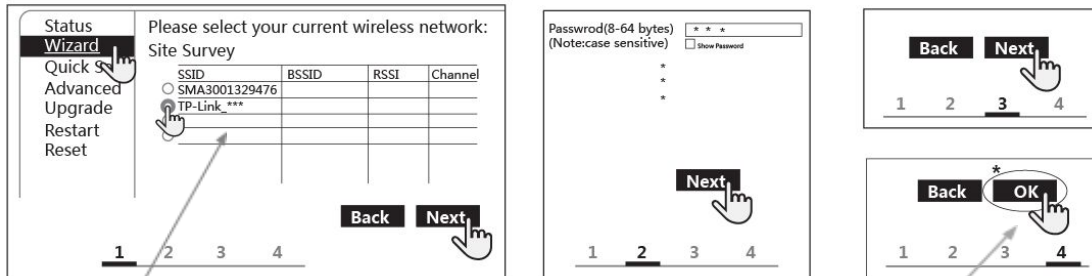 Status
Wizard
Quick S
Advanced
Upgrade
Restart
Reset
Please select your current wireless network:
Site Survey
SSID BSSID RSSI Channel
SMA3001329476
TP-Link_***
Back Next
1 2 3 4
Passwrod(8-64 bytes) * * *
(Note:case sensitive) Show Password
*
*
*
Next
1 2 3 4
Back Next
1 2 3 4
*
Back OK
1 2 3 4